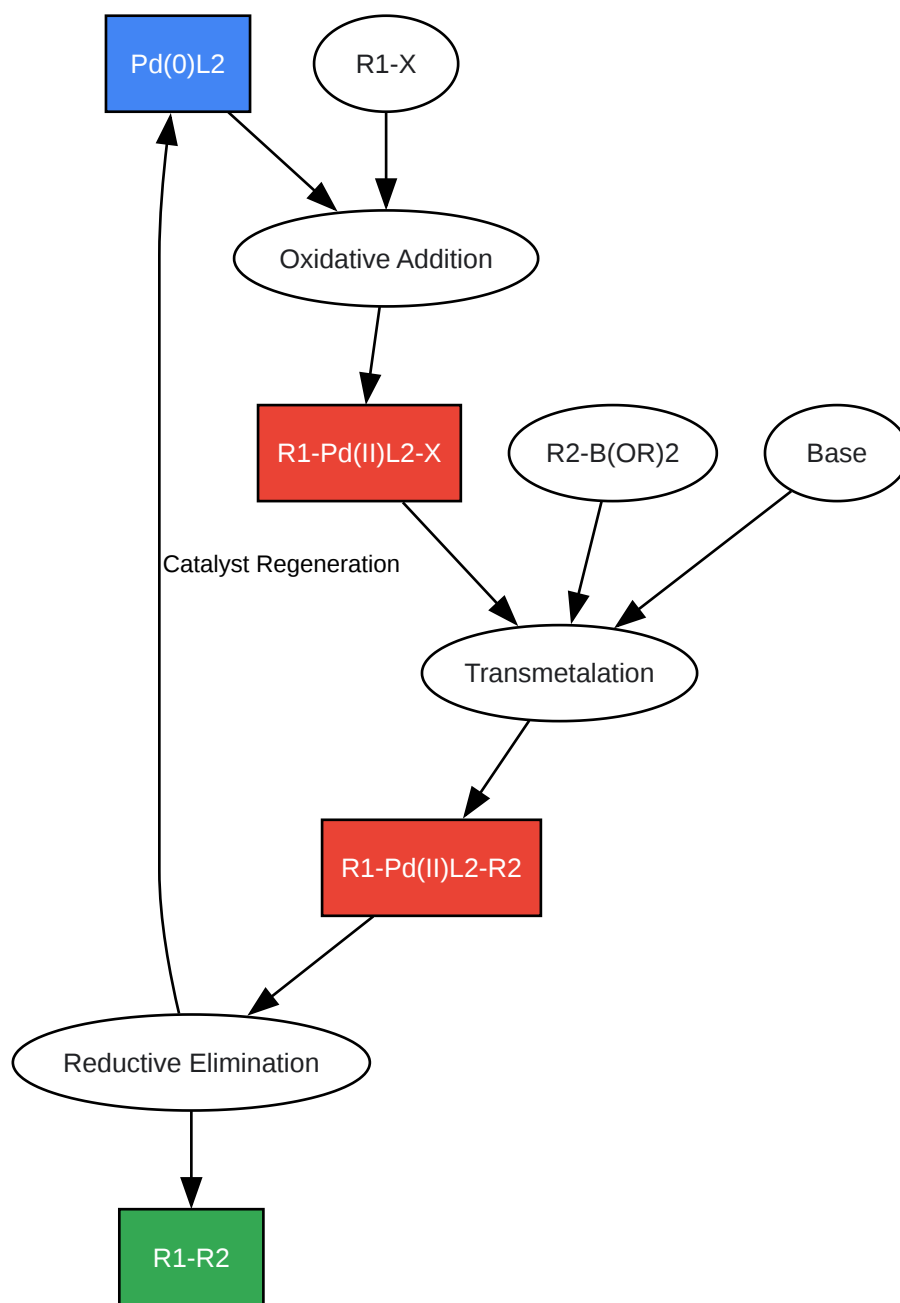 Pd(0)L2
R1-X
Oxidative Addition
R1-Pd(II)L2-X
R2-B(OR)2
Base
Catalyst Regeneration
Transmetalation
R1-Pd(II)L2-R2
Reductive Elimination
R1-R2